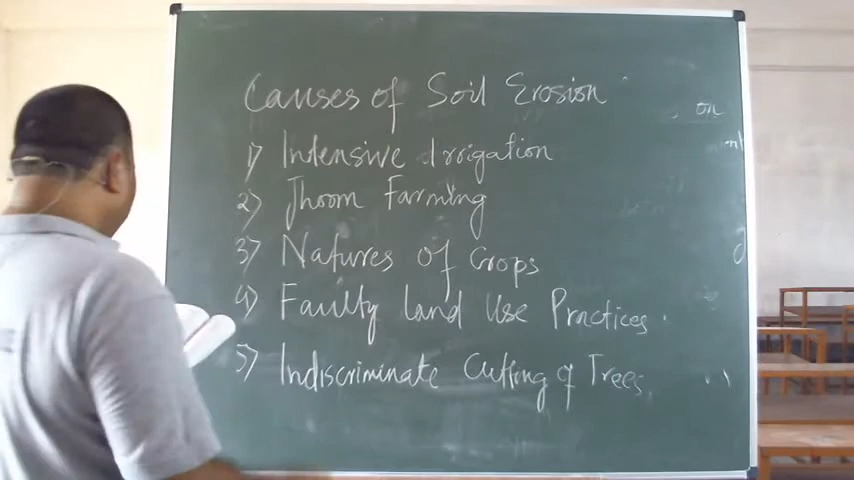 Causes of Soil Erosion
on
1) Intensive Irrigation
2) Jhoom Farming
3) Natures of Crops
4) Faulty Land Use Practices.
5) Indiscriminate Cutting of Trees.